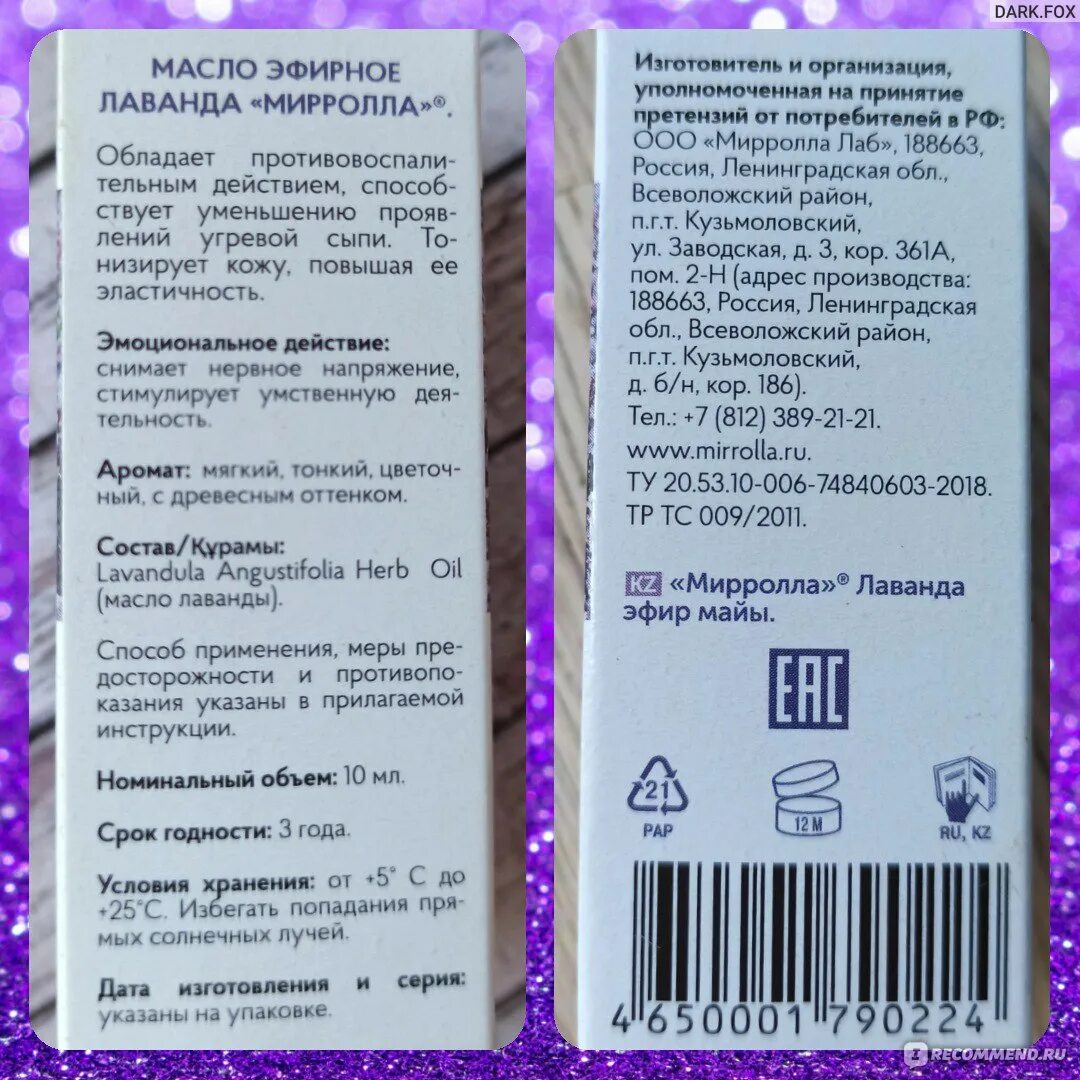 DARK.FOX
МАСЛО ЭФИРНОЕ
ЛАВАНДА «МИРРОЛЛА»®.
Обладает противовоспали-
тельным действием, способ-
ствует уменьшению прояв-
лений угревой сыпи. То-
низирует кожу, повышая ее
эластичность.
Эмоциональное действие:
снимает нервное напряжение,
стимулирует умственную дея-
тельность.
Аромат: мягкий, тонкий, цветоч-
ный, с древесным оттенком.
Состав/Құрамы:
Lavandula Angustifolia Herb Oil
(масло лаванды).
Способ применения, меры пре-
досторожности и противопо-
казания указаны в прилагаемой
инструкции.
Номинальный объем: 10 мл.
Срок годности: 3 года.
Условия хранения: от +5° С до
+25°С. Избегать попадания пря-
мых солнечных лучей.
Дата изготовления и серия:
указаны на упаковке.
Изготовитель и организация,
уполномоченная на принятие
претензий от потребителей в РФ:
ООО «Мирролла Лаб», 188663,
Россия, Ленинградская обл.,
Всеволожский район,
п.г.т. Кузьмоловский,
ул. Заводская, д. 3, кор. 361А,
пом. 2-Н (адрес производства:
188663, Россия, Ленинградская
обл., Всеволожский район,
п.г.т. Кузьмоловский,
д. б/н, кор. 186).
Тел.: +7 (812) 389-21-21.
www.mirrolla.ru.
ТУ 20.53.10-006-74840603-2018.
ТР ТС 009/2011.
KZ «Мирролла»® Лаванда
эфир майы.
EAC
21
PAP
12 M
RU, KZ
4 650001 790224
IRECOMMEND.RU